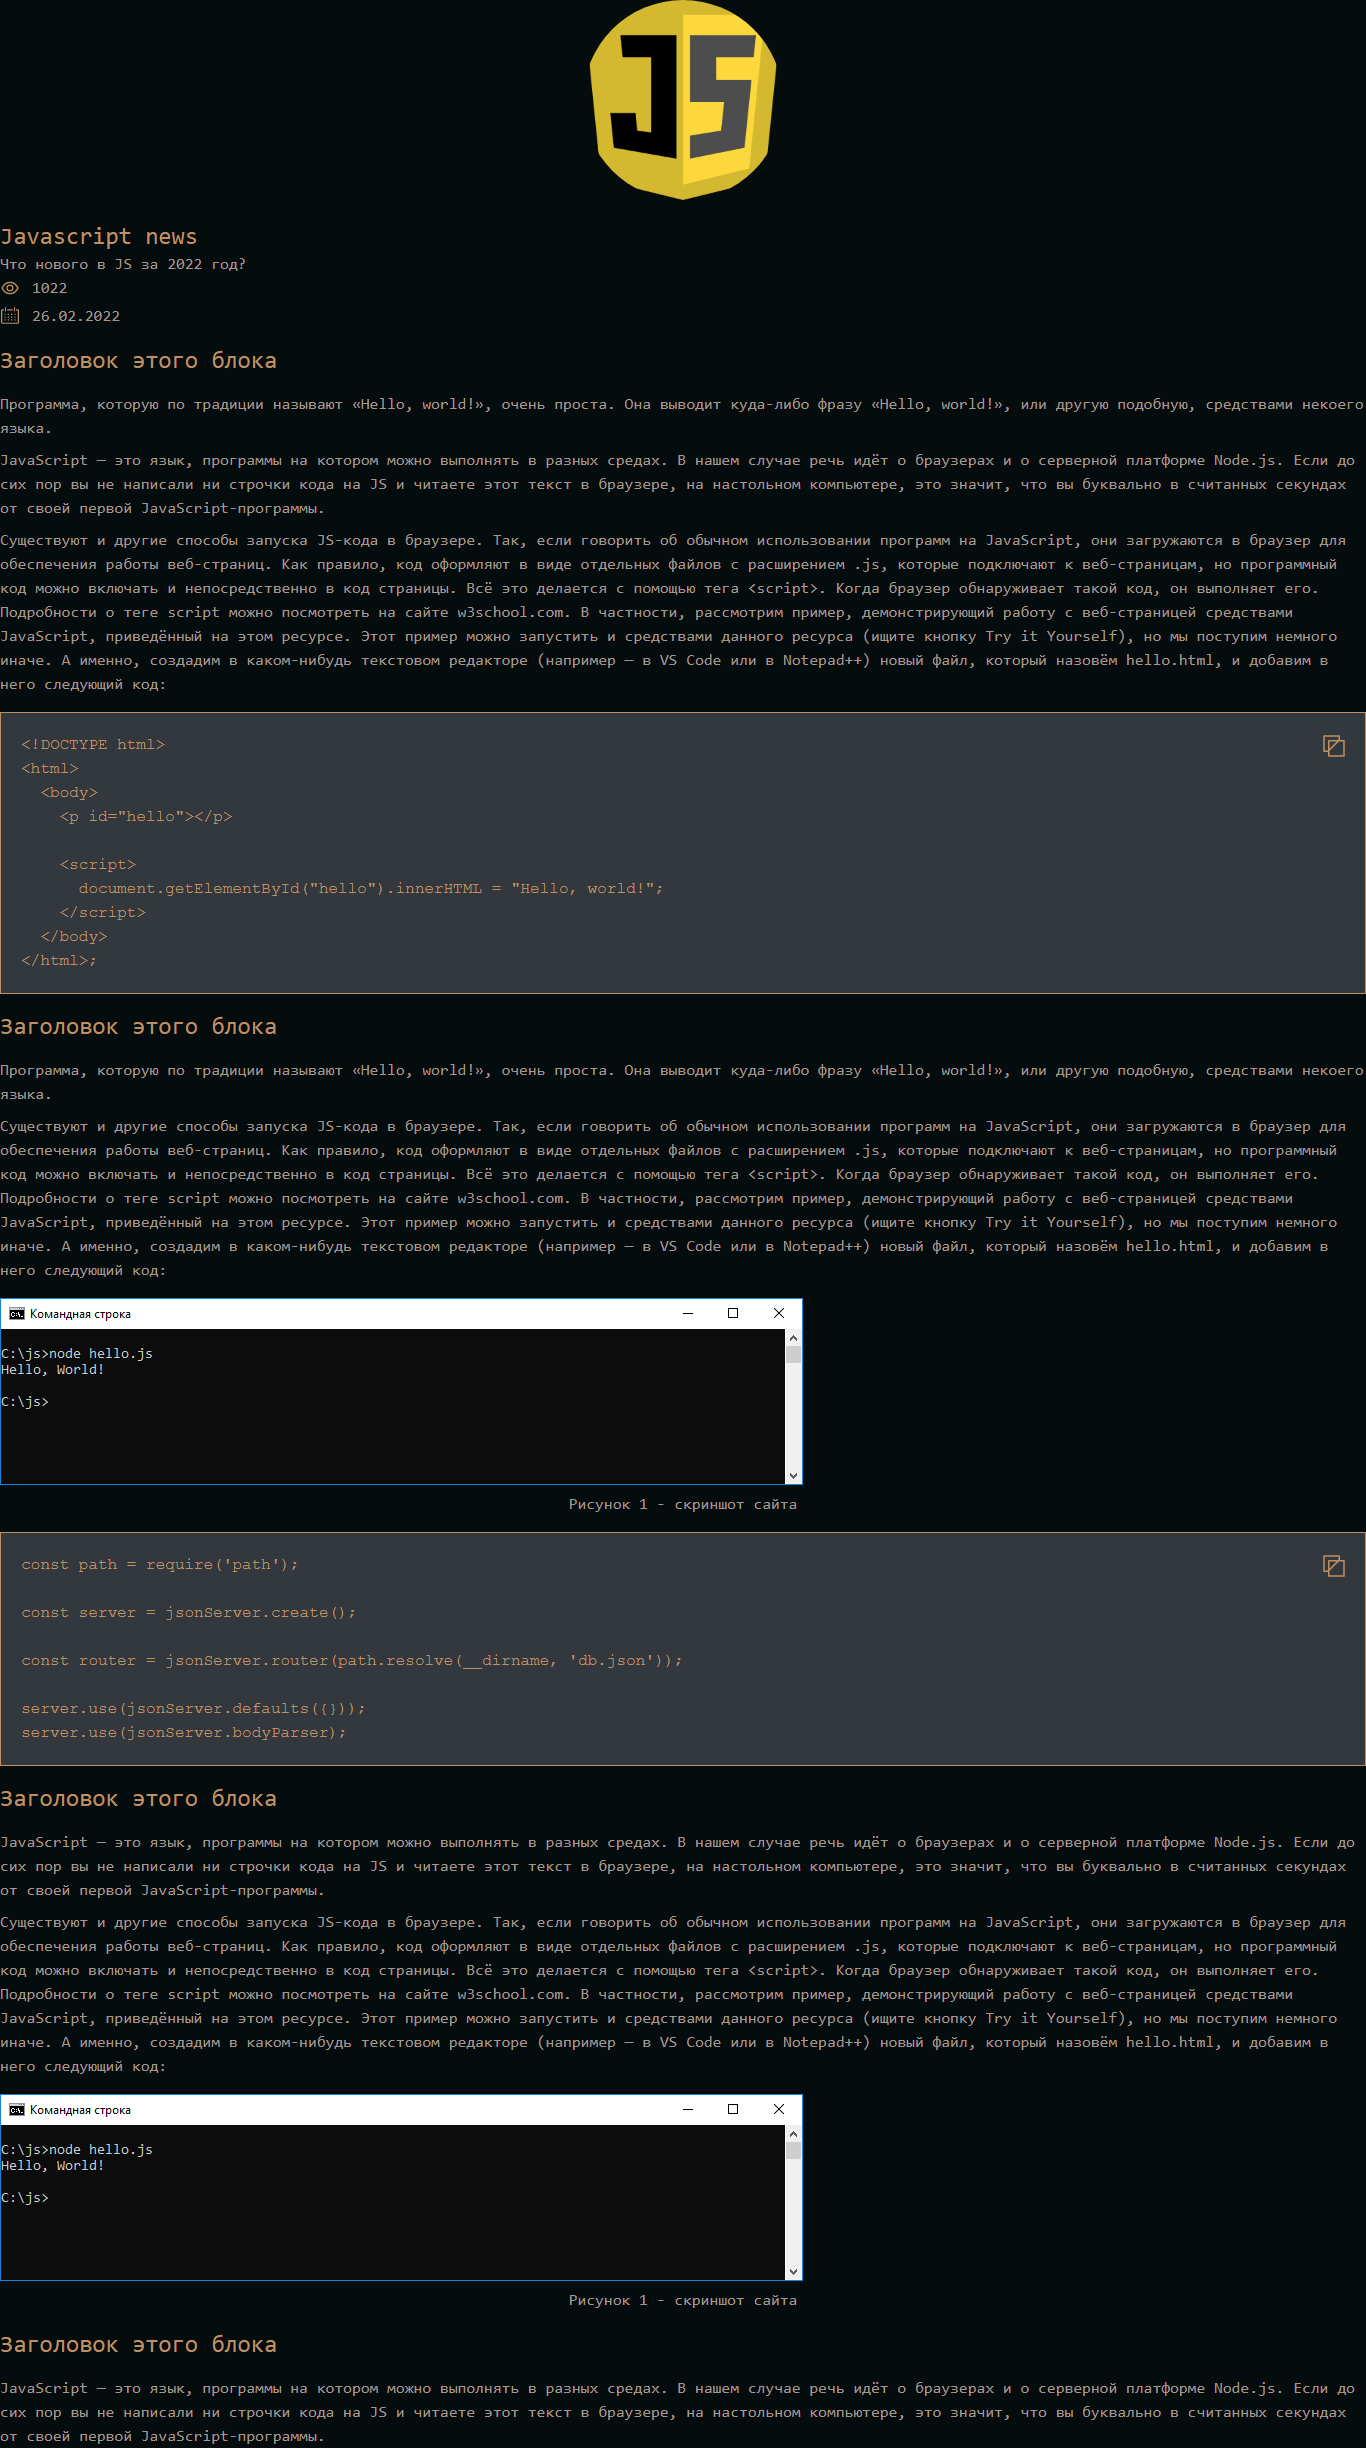 JS
Javascript news
Что нового в JS за 2022 год?
1022
26.02.2022
Заголовок этого блока
Программа, которую по традиции называют «Hello, world!», очень проста. Она выводит куда-либо фразу «Hello, world!», или другую подобную, средствами некоего
языка.
JavaScript — это язык, программы на котором можно выполнять в разных средах. В нашем случае речь идёт о браузерах и о серверной платформе Node.js. Если до
сих пор вы не написали ни строчки кода на JS и читаете этот текст в браузере, на настольном компьютере, это значит, что вы буквально в считанных секундах
от своей первой JavaScript-программы.
Существуют и другие способы запуска JS-кода в браузере. Так, если говорить об обычном использовании программ на JavaScript, они загружаются в браузер для
обеспечения работы веб-страниц. Как правило, код оформляют в виде отдельных файлов с расширением .js, которые подключают к веб-страницам, но программный
код можно включать и непосредственно в код страницы. Всё это делается с помощью тега <script>. Когда браузер обнаруживает такой код, он выполняет его.
Подробности о теге script можно посмотреть на сайте w3school.com. В частности, рассмотрим пример, демонстрирующий работу с веб-страницей средствами
JavaScript, приведённый на этом ресурсе. Этот пример можно запустить и средствами данного ресурса (ищите кнопку Try it Yourself), но мы поступим немного
иначе. А именно, создадим в каком-нибудь текстовом редакторе (например — в VS Code или в Notepad++) новый файл, который назовём hello.html, и добавим в
него следующий код:
<!DOCTYPE html>
<html>
  <body>
    <p id="hello"></p>
    <script>
      document.getElementById("hello").innerHTML = "Hello, world!";
    </script>
  </body>
</html>;
Заголовок этого блока
Программа, которую по традиции называют «Hello, world!», очень проста. Она выводит куда-либо фразу «Hello, world!», или другую подобную, средствами некоего
языка.
Существуют и другие способы запуска JS-кода в браузере. Так, если говорить об обычном использовании программ на JavaScript, они загружаются в браузер для
обеспечения работы веб-страниц. Как правило, код оформляют в виде отдельных файлов с расширением .js, которые подключают к веб-страницам, но программный
код можно включать и непосредственно в код страницы. Всё это делается с помощью тега <script>. Когда браузер обнаруживает такой код, он выполняет его.
Подробности о теге script можно посмотреть на сайте w3school.com. В частности, рассмотрим пример, демонстрирующий работу с веб-страницей средствами
JavaScript, приведённый на этом ресурсе. Этот пример можно запустить и средствами данного ресурса (ищите кнопку Try it Yourself), но мы поступим немного
иначе. А именно, создадим в каком-нибудь текстовом редакторе (например — в VS Code или в Notepad++) новый файл, который назовём hello.html, и добавим в
него следующий код:
Командная строка
C:\js>node hello.js
Hello, World!
C:\js>
Рисунок 1 - скриншот сайта
const path = require('path');
const server = jsonServer.create();
const router = jsonServer.router(path.resolve(__dirname, 'db.json'));
server.use(jsonServer.defaults({}));
server.use(jsonServer.bodyParser);
Заголовок этого блока
JavaScript — это язык, программы на котором можно выполнять в разных средах. В нашем случае речь идёт о браузерах и о серверной платформе Node.js. Если до
сих пор вы не написали ни строчки кода на JS и читаете этот текст в браузере, на настольном компьютере, это значит, что вы буквально в считанных секундах
от своей первой JavaScript-программы.
Существуют и другие способы запуска JS-кода в браузере. Так, если говорить об обычном использовании программ на JavaScript, они загружаются в браузер для
обеспечения работы веб-страниц. Как правило, код оформляют в виде отдельных файлов с расширением .js, которые подключают к веб-страницам, но программный
код можно включать и непосредственно в код страницы. Всё это делается с помощью тега <script>. Когда браузер обнаруживает такой код, он выполняет его.
Подробности о теге script можно посмотреть на сайте w3school.com. В частности, рассмотрим пример, демонстрирующий работу с веб-страницей средствами
JavaScript, приведённый на этом ресурсе. Этот пример можно запустить и средствами данного ресурса (ищите кнопку Try it Yourself), но мы поступим немного
иначе. А именно, создадим в каком-нибудь текстовом редакторе (например — в VS Code или в Notepad++) новый файл, который назовём hello.html, и добавим в
него следующий код:
Командная строка
C:\js>node hello.js
Hello, World!
C:\js>
Рисунок 1 - скриншот сайта
Заголовок этого блока
JavaScript — это язык, программы на котором можно выполнять в разных средах. В нашем случае речь идёт о браузерах и о серверной платформе Node.js. Если до
сих пор вы не написали ни строчки кода на JS и читаете этот текст в браузере, на настольном компьютере, это значит, что вы буквально в считанных секундах
от своей первой JavaScript-программы.